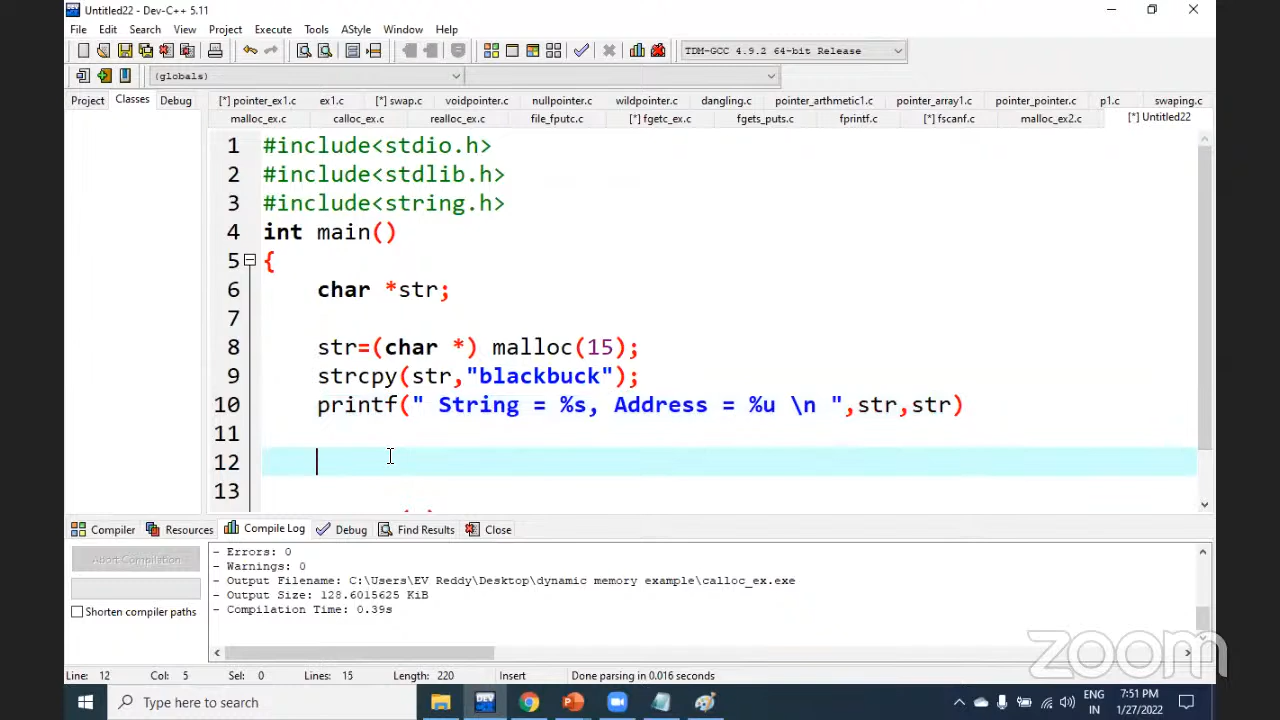 Untitled22 - Dev-C++ 5.11
File Edit Search View Project Execute Tools AStyle Window Help
TDM-GCC 4.9.2 64-bit Release
(globals)
Project Classes Debug
[*] pointer_ex1.c ex1.c [*] swap.c voidpointer.c nullpointer.c wildpointer.c dangling.c pointer_arthmetic1.c pointer_array1.c pointer_pointer.c p1.c swaping.c
malloc_ex.c calloc_ex.c realloc_ex.c file_fputc.c [*] fgetc_ex.c fgets_puts.c fprintf.c [*] fscanf.c malloc_ex2.c [*] Untitled22
1 #include<stdio.h>
2 #include<stdlib.h>
3 #include<string.h>
4 int main()
5 {
6 char *str;
7
8 str=(char *) malloc(15);
9 strcpy(str,"blackbuck");
10 printf(" String = %s, Address = %u \n ",str,str)
11
12
13
Compiler Resources Compile Log Debug Find Results Close
Abort Compilation
Shorten compiler paths
- Errors: 0
- Warnings: 0
- Output Filename: C:\Users\EV Reddy\Desktop\dynamic memory example\calloc_ex.exe
- Output Size: 128.6015625 KiB
- Compilation Time: 0.39s
zoom
Line: 12 Col: 5 Sel: 0 Lines: 15 Length: 220 Insert Done parsing in 0.016 seconds
Type here to search
DEV
ENG
IN
7:51 PM
1/27/2022